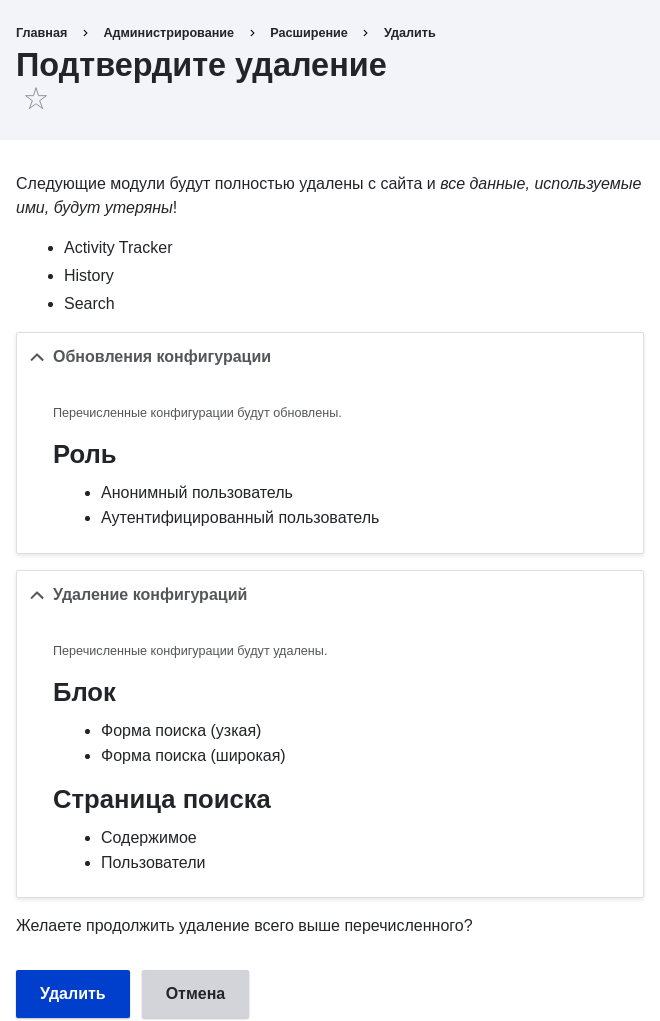 Главная > Администрирование > Расширение > Удалить
Подтвердите удаление
Следующие модули будут полностью удалены с сайта и все данные, используемые
ими, будут утеряны!
Activity Tracker
History
Search
Обновления конфигурации
Перечисленные конфигурации будут обновлены.
Роль
Анонимный пользователь
Аутентифицированный пользователь
Удаление конфигураций
Перечисленные конфигурации будут удалены.
Блок
Форма поиска (узкая)
Форма поиска (широкая)
Страница поиска
Содержимое
Пользователи
Желаете продолжить удаление всего выше перечисленного?
Удалить Отмена